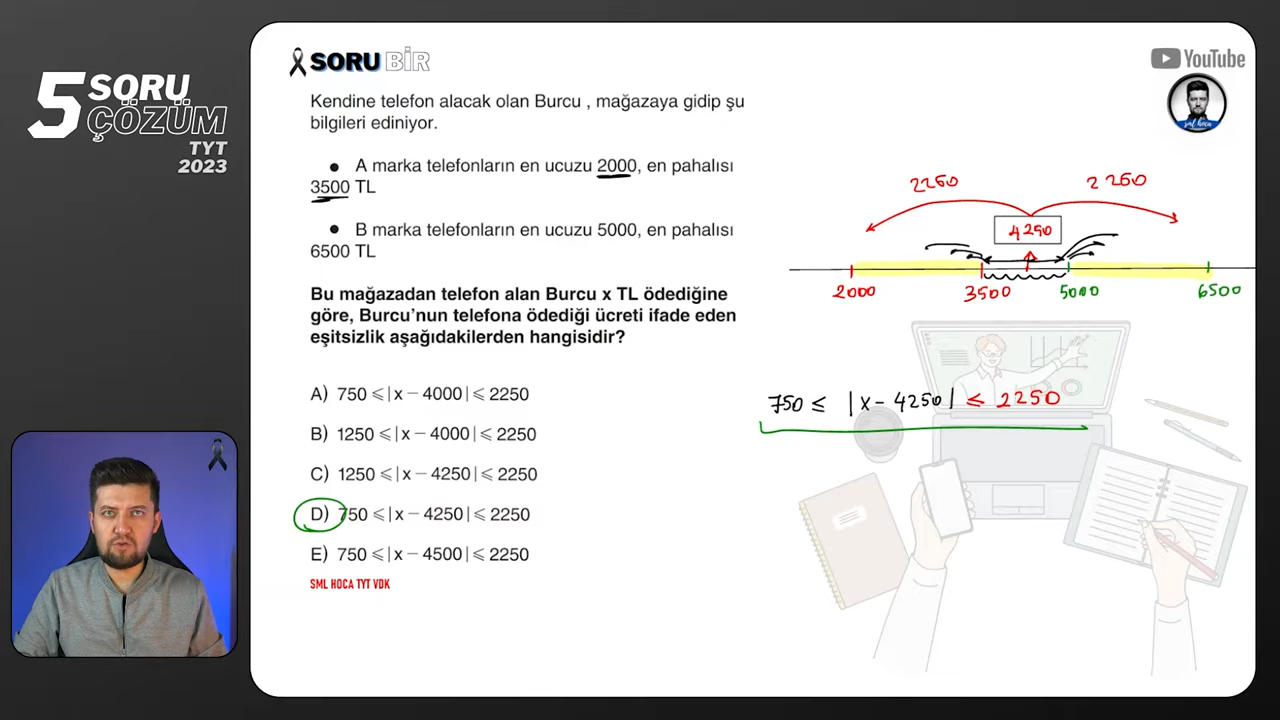 5 SORU
ÇÖZÜM
TYT
2023
SORU BİR
YouTube
sml hoca
Kendine telefon alacak olan Burcu , mağazaya gidip şu
bilgileri ediniyor.
● A marka telefonların en ucuzu 2000, en pahalısı
3500 TL
● B marka telefonların en ucuzu 5000, en pahalısı
6500 TL
Bu mağazadan telefon alan Burcu x TL ödediğine
göre, Burcu'nun telefona ödediği ücreti ifade eden
eşitsizlik aşağıdakilerden hangisidir?
A) 750 ⩽ |x − 4000| ⩽ 2250
B) 1250 ⩽ |x − 4000| ⩽ 2250
C) 1250 ⩽ |x − 4250| ⩽ 2250
D) 750 ⩽ |x − 4250| ⩽ 2250
E) 750 ⩽ |x − 4500| ⩽ 2250
SML HOCA TYT VDK
2250 2250
4250
2000 3500 5000 6500
750 ≤ |x − 4250| ≤ 2250